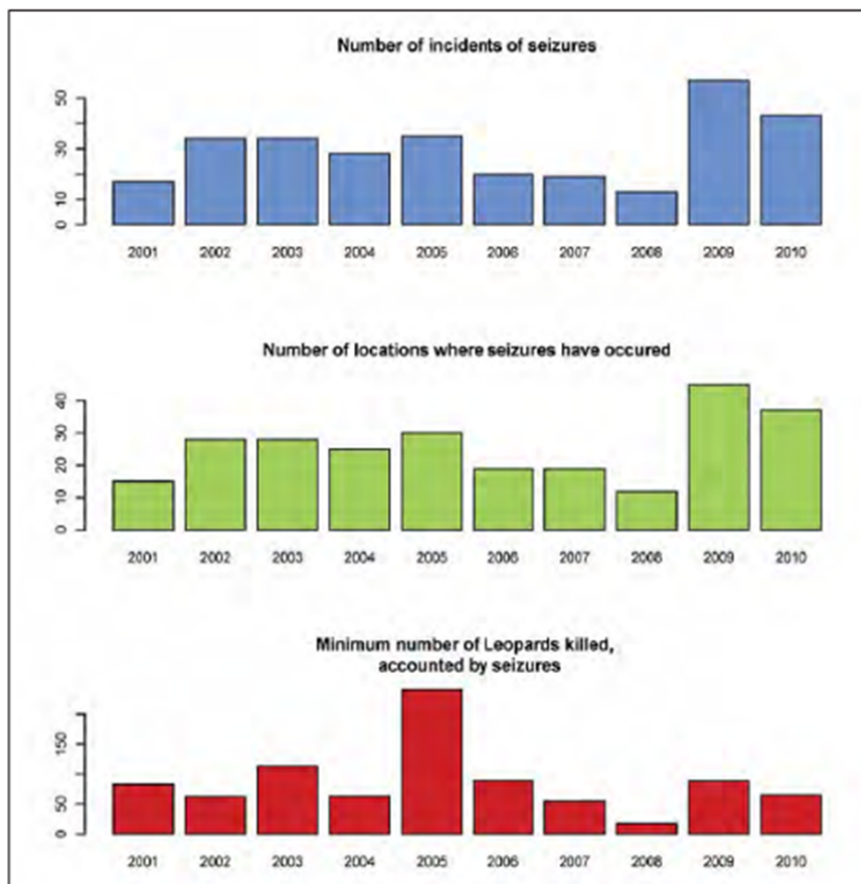 Number of incidents of seizures
50
30
10
0
2001 2002 2003 2004 2005 2006 2007 2008 2009 2010
Number of locations where seizures have occured
40
30
20
10
0
2001 2002 2003 2004 2005 2006 2007 2008 2009 2010
Minimum number of Leopards killed,
accounted by seizures
150
50
0
2001 2002 2003 2004 2005 2006 2007 2008 2009 2010